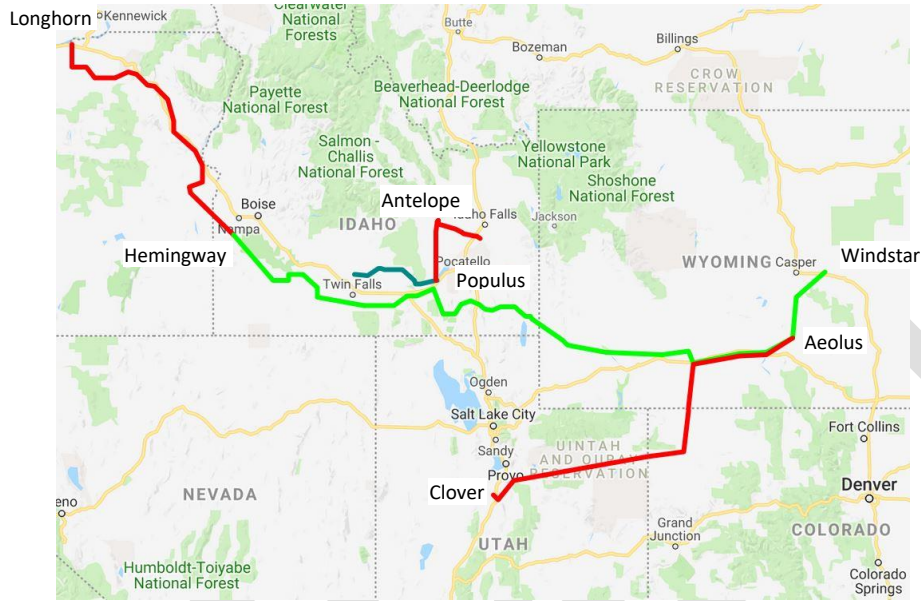 Longhorn
Kennewick
Clearwater
National
Forests
Butte
Bozeman
Billings
CROW
RESERVATION
Payette
National Forest
Beaverhead-Deerlodge
National Forest
Salmon -
Challis
National Forest
Yellowstone
National Park
Shoshone
National Forest
Antelope
Idaho Falls
Jackson
Boise
Nampa
IDAHO
Hemingway
Pocatello
Populus
Twin Falls
WYOMING
Casper
Windstar
Aeolus
Ogden
Salt Lake City
Sandy
Provo
UINTAH
AND OURAY
RESERVATION
Fort Collins
Clover
Denver
NEVADA
eno
UTAH
Grand
Junction
COLORADO
Humboldt-Toiyabe
National Forest
Colorado
Springs